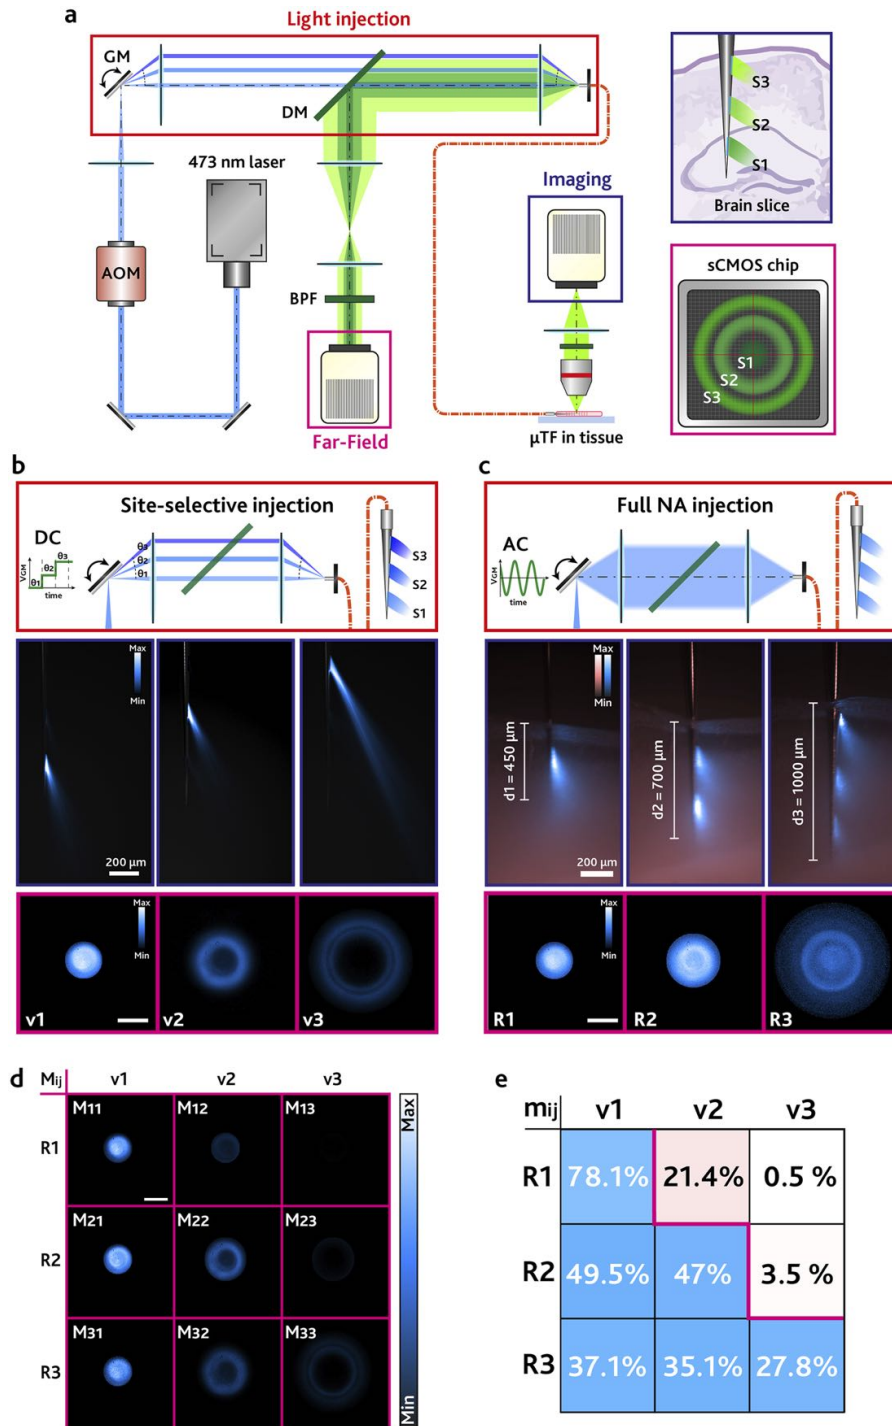 a
Light injection
GM
DM
473 nm laser
AOM
BPF
Far-Field
Imaging
μTF in tissue
S3
S2
S1
Brain slice
sCMOS chip
S1
S2
S3
b
Site-selective injection
DC
VGM
θ1
θ2
θ3
time
θ3
θ2
θ1
S3
S2
S1
Max
Min
200 μm
Max
Min
v1
v2
v3
c
Full NA injection
AC
VGM
time
Max
Min
d1 = 450 μm
d2 = 700 μm
d3 = 1000 μm
200 μm
Max
Min
R1
R2
R3
d
Mij v1 v2 v3
R1 M11 M12 M13
R2 M21 M22 M23
R3 M31 M32 M33
Max
Min
e
mij v1 v2 v3
R1 78.1% 21.4% 0.5 %
R2 49.5% 47% 3.5 %
R3 37.1% 35.1% 27.8%